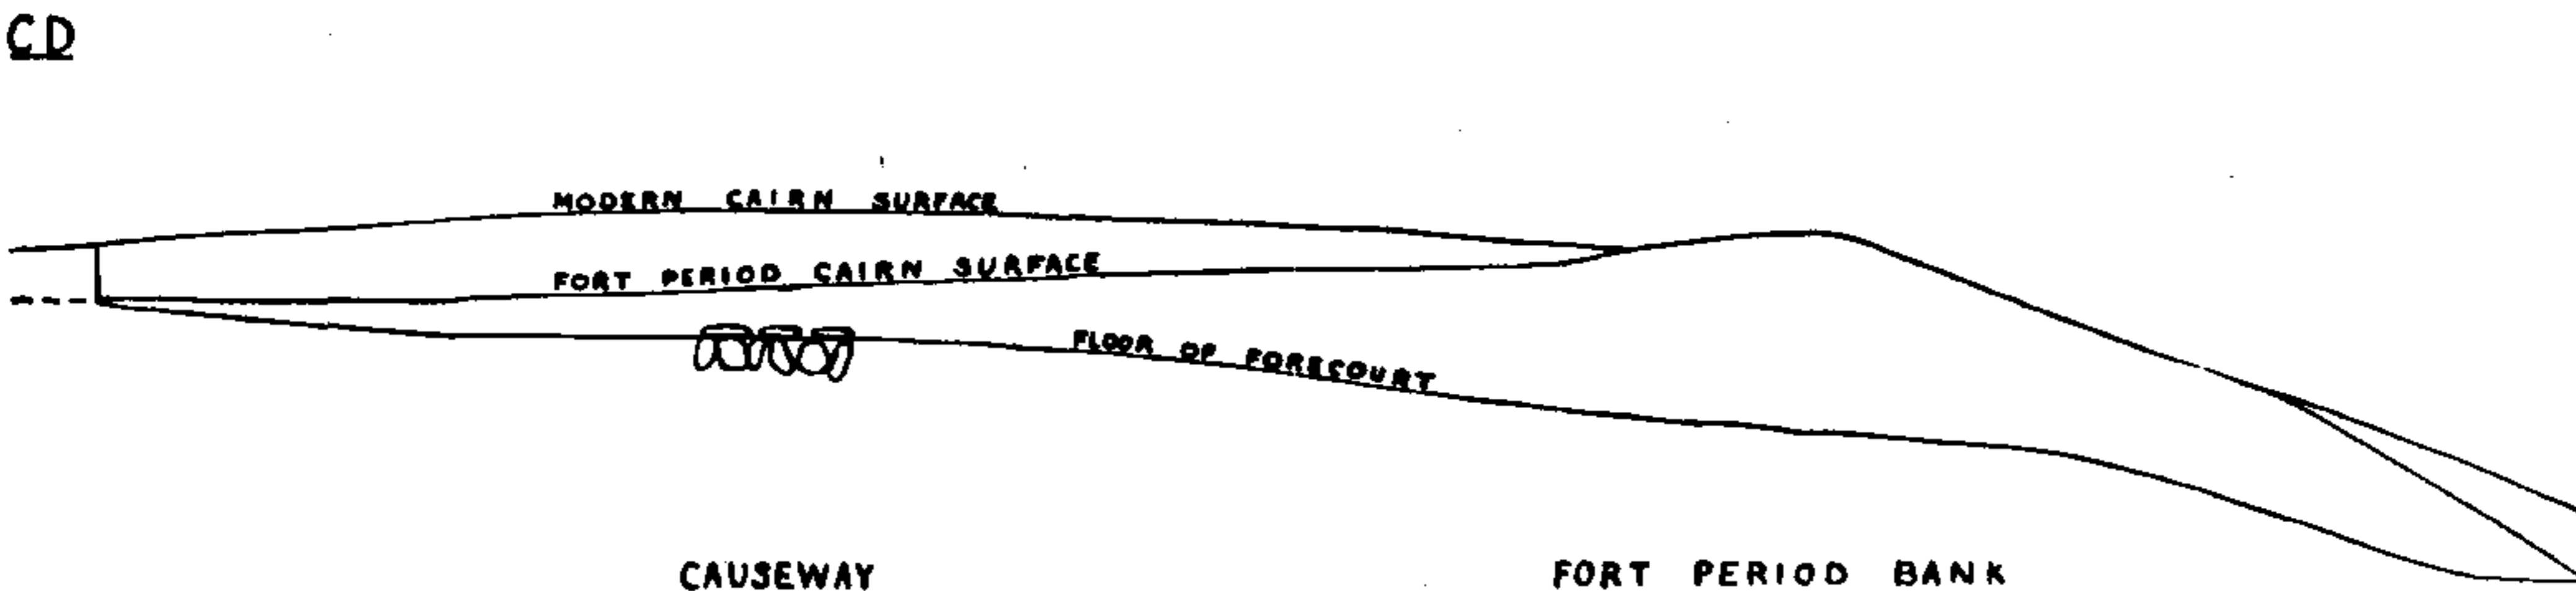 CD
MODERN CAIRN SURFACE
FORT PERIOD CAIRN SURFACE
FLOOR OF FORECOURT
CAUSEWAY
FORT PERIOD BANK